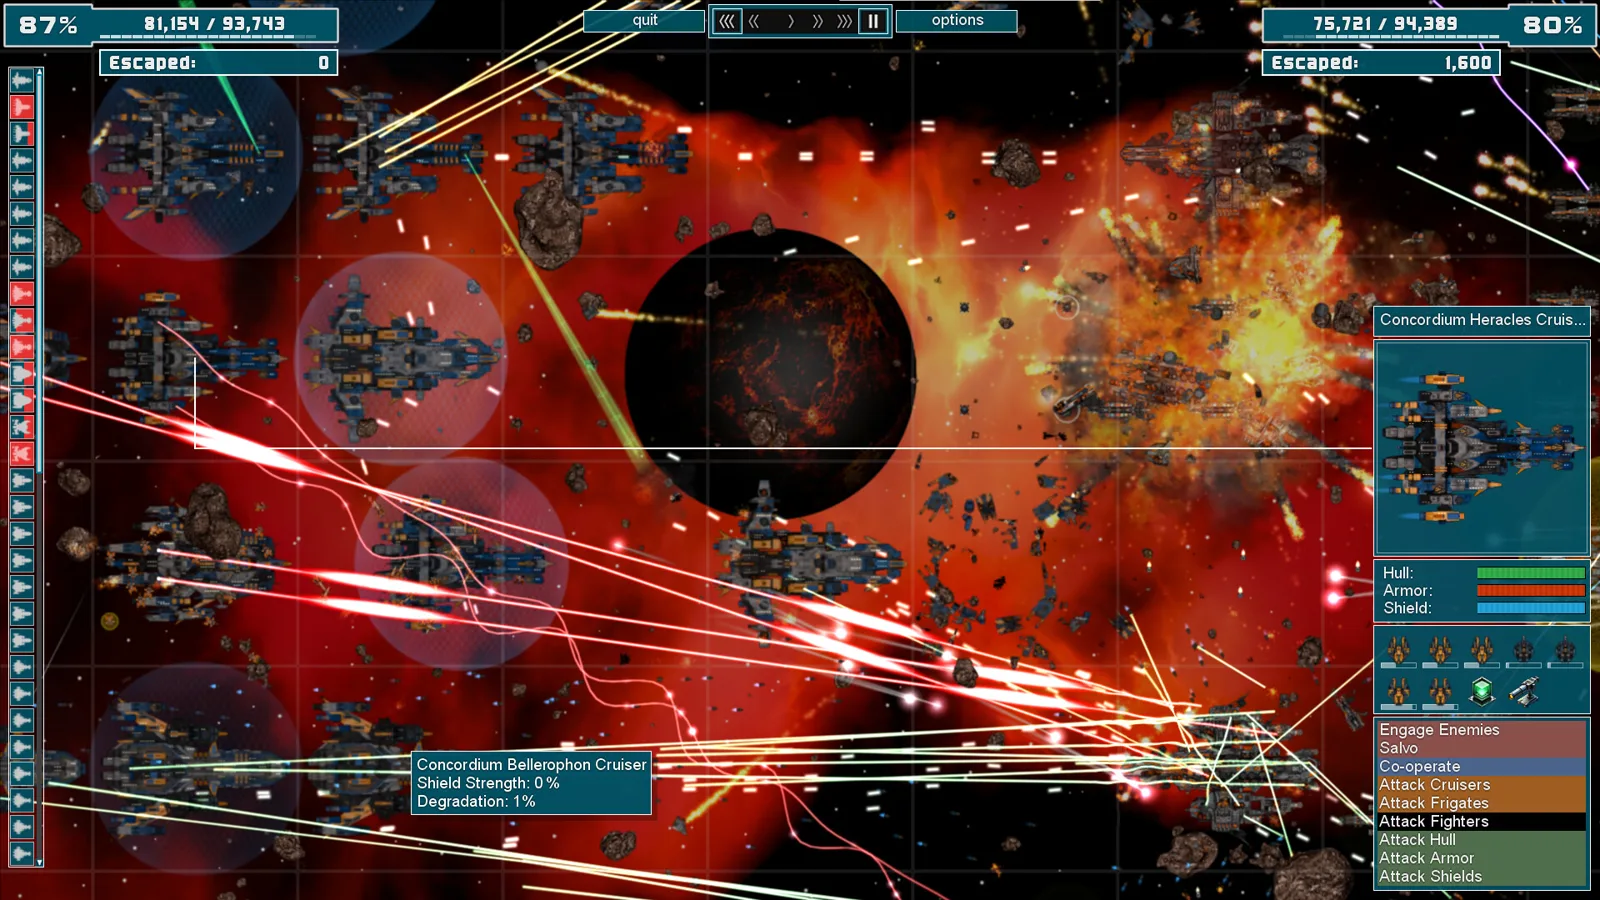 87%
81,154 / 93,743
Escaped: 0
quit
options
75,721 / 94,389
80%
Escaped: 1,600
Concordium Heracles Cruis...
Hull:
Armor:
Shield:
Concordium Bellerophon Cruiser
Shield Strength: 0%
Degradation: 1%
Engage Enemies
Salvo
Co-operate
Attack Cruisers
Attack Frigates
Attack Fighters
Attack Hull
Attack Armor
Attack Shields